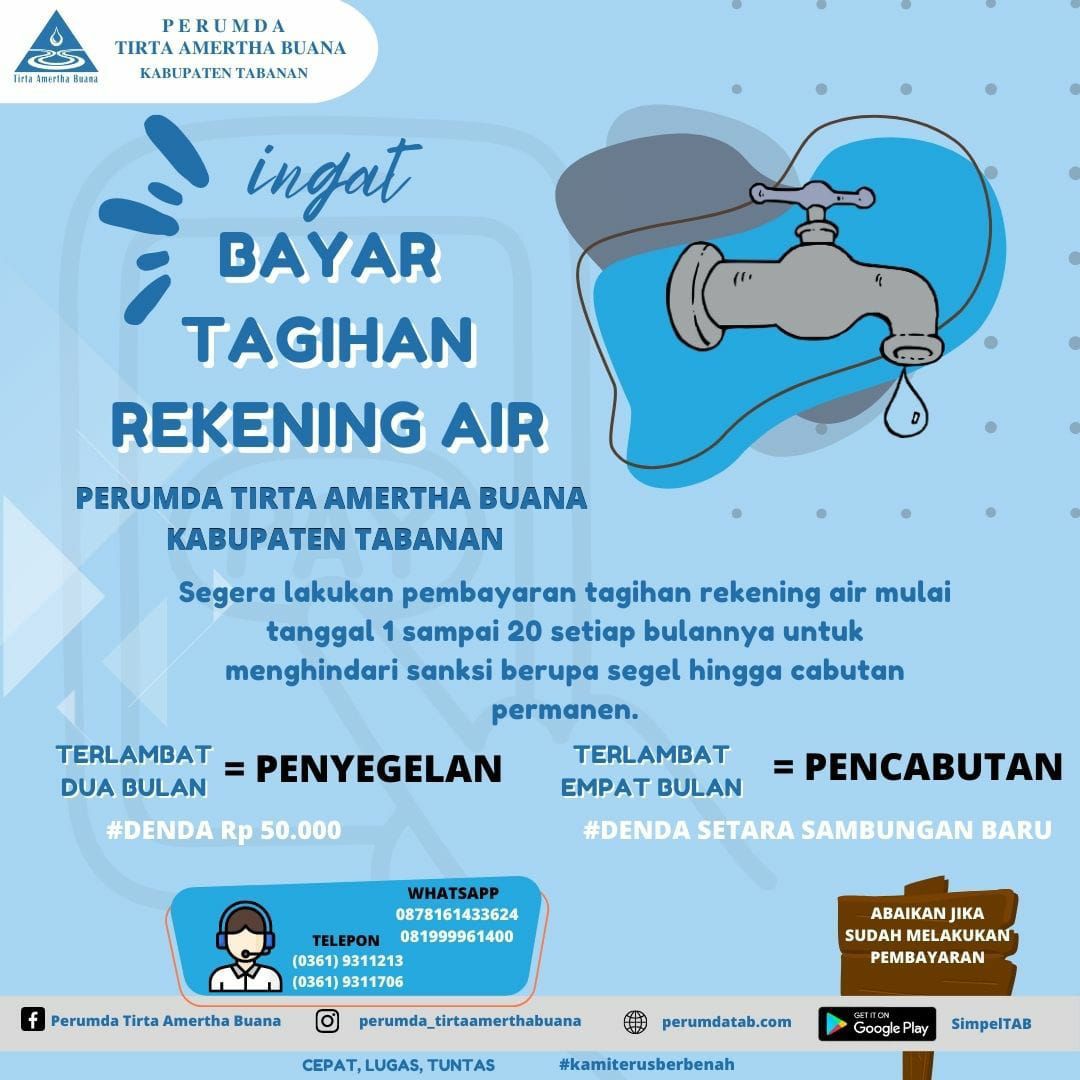 PERUMDA
TIRTA AMERTHA BUANA
KABUPATEN TABANAN
Tirta Amertha Buana
ingat
BAYAR
TAGIHAN
REKENING AIR
PERUMDA TIRTA AMERTHA BUANA
KABUPATEN TABANAN
Segera lakukan pembayaran tagihan rekening air mulai
tanggal 1 sampai 20 setiap bulannya untuk
menghindari sanksi berupa segel hingga cabutan
permanen.
TERLAMBAT
DUA BULAN
= PENYEGELAN
#DENDA Rp 50.000
TERLAMBAT
EMPAT BULAN
= PENCABUTAN
#DENDA SETARA SAMBUNGAN BARU
WHATSAPP
0878161433624
081999961400
TELEPON
(0361) 9311213
(0361) 9311706
ABAIKAN JIKA
SUDAH MELAKUKAN
PEMBAYARAN
Perumda Tirta Amertha Buana
perumda_tirtaamerthabuana
perumdatab.com
GET IT ON
Google Play
SimpelTAB
CEPAT, LUGAS, TUNTAS
#kamiterusberbenah